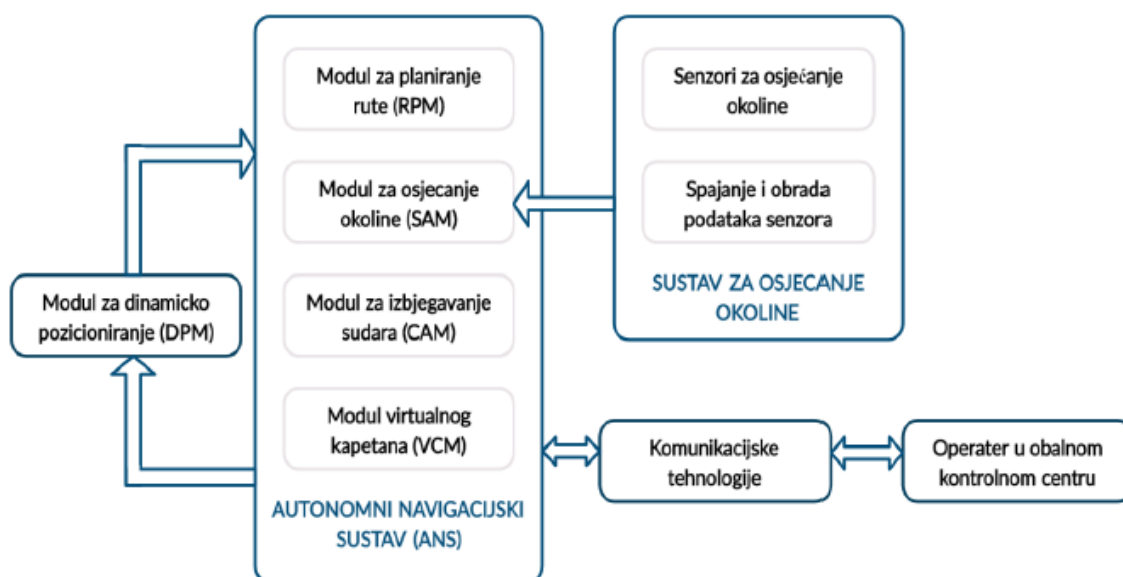 Modul za planiranje
rute (RPM)
Modul za osjecanje
okoline (SAM)
Modul za izbjegavanje
sudara (CAM)
Modul virtualnog
kapetana (VCM)
AUTONOMNI NAVIGACIJSKI
SUSTAV (ANS)
Senzori za osjećanje
okoline
Spajanje i obrada
podataka senzora
SUSTAV ZA OSJEĆANJE
OKOLINE
Modul za dinamicko
pozicioniranje (DPM)
Komunikacijske
tehnologije
Operater u obalnom
kontrolnom centru